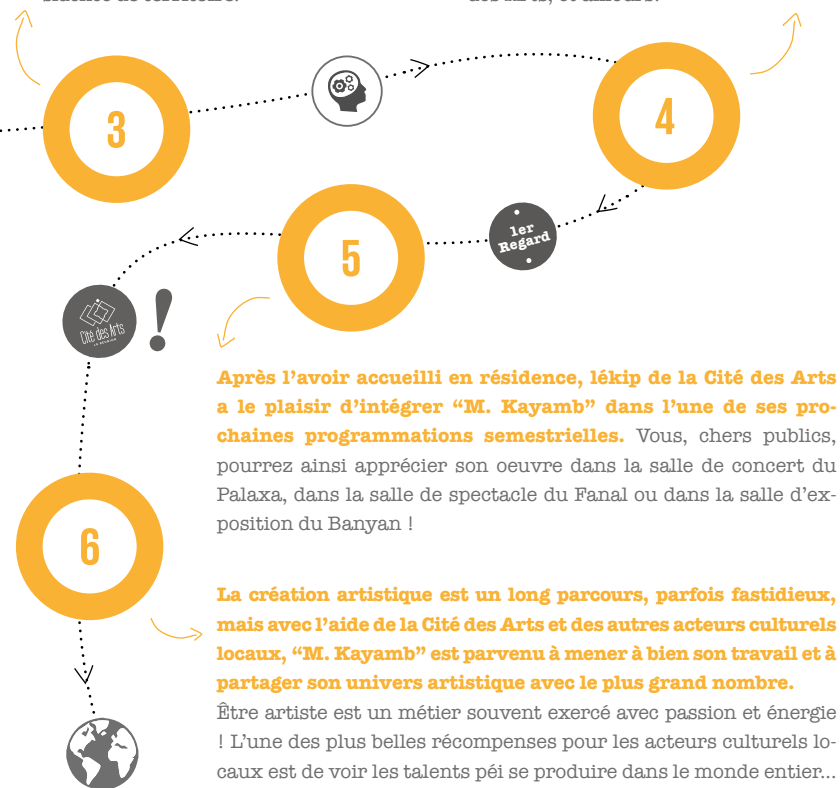 des Arts, et ailleurs.
3
4
1er
Regard
5
Cité des Arts
LA RÉUNION
!
Après l’avoir accueilli en résidence, lékip de la Cité des Arts
a le plaisir d’intégrer “M. Kayamb” dans l’une de ses pro-
chaines programmations semestrielles. Vous, chers publics,
pourrez ainsi apprécier son oeuvre dans la salle de concert du
Palaxa, dans la salle de spectacle du Fanal ou dans la salle d’ex-
position du Banyan !
6
La création artistique est un long parcours, parfois fastidieux,
mais avec l’aide de la Cité des Arts et des autres acteurs culturels
locaux, “M. Kayamb” est parvenu à mener à bien son travail et à
partager son univers artistique avec le plus grand nombre.
Être artiste est un métier souvent exercé avec passion et énergie
! L’une des plus belles récompenses pour les acteurs culturels lo-
caux est de voir les talents péi se produire dans le monde entier...